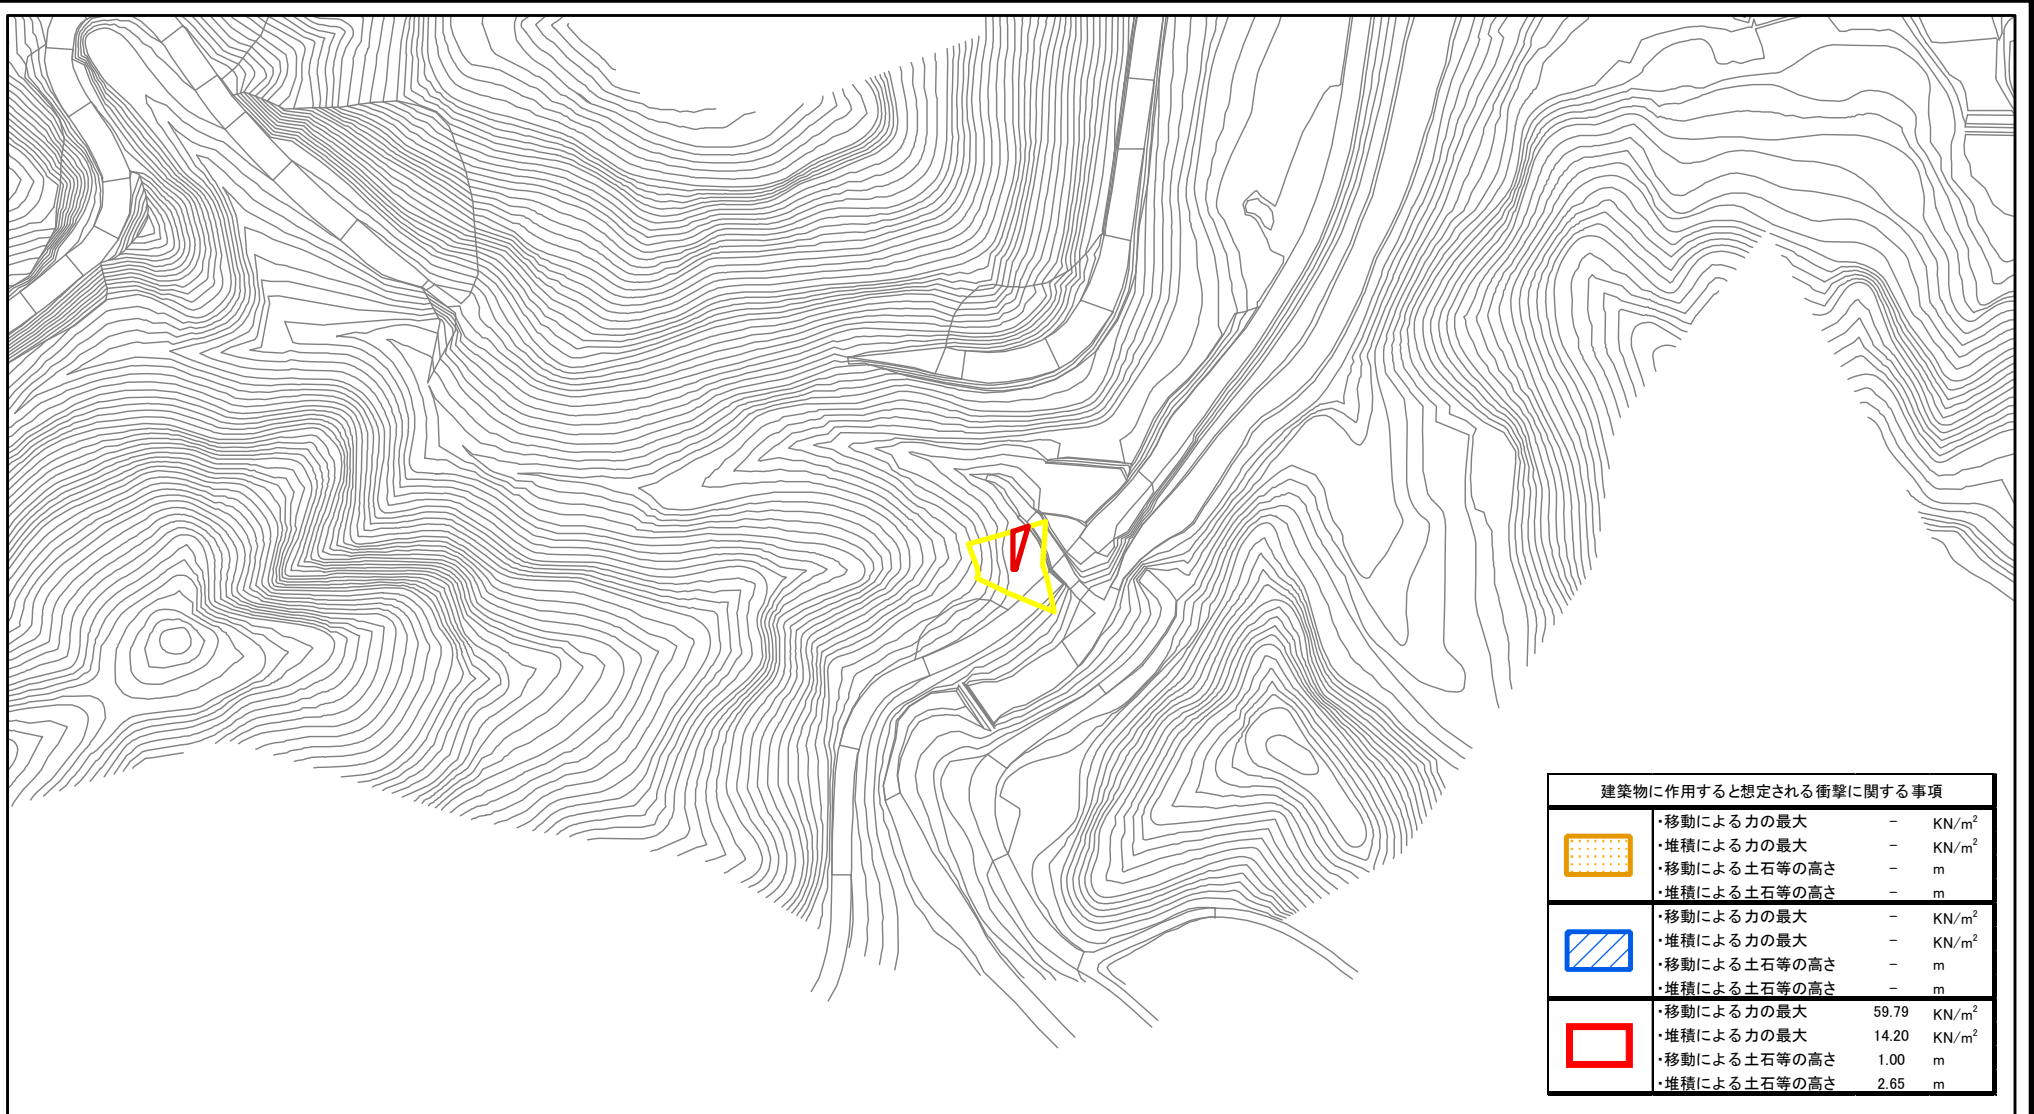 建築物に作用すると想定される衝撃に関する事項
・移動による力の最大 － KN/m²
・堆積による力の最大 － KN/m²
・移動による土石等の高さ － m
・堆積による土石等の高さ － m
・移動による力の最大 － KN/m²
・堆積による力の最大 － KN/m²
・移動による土石等の高さ － m
・堆積による土石等の高さ － m
・移動による力の最大 59.79 KN/m²
・堆積による力の最大 14.20 KN/m²
・移動による土石等の高さ 1.00 m
・堆積による土石等の高さ 2.65 m